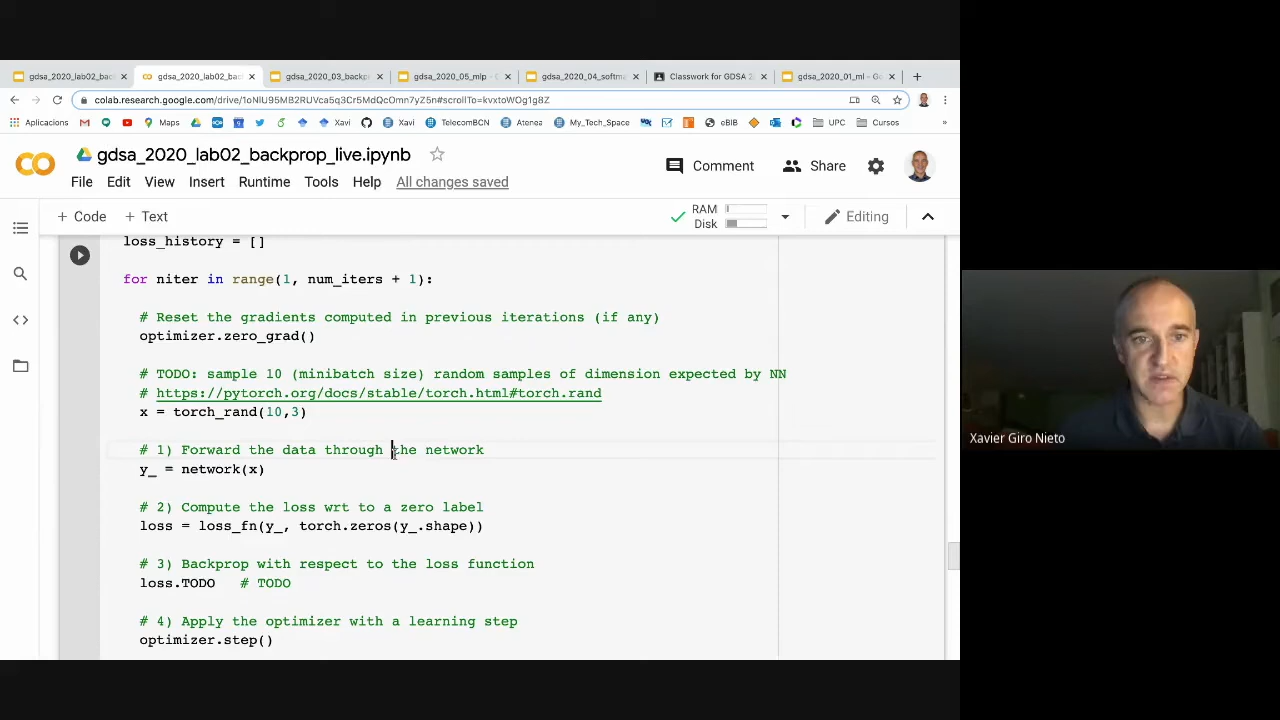 gdsa_2020_lab02_bac
gdsa_2020_lab02_bac
gdsa_2020_03_backp
gdsa_2020_05_mlp - G
gdsa_2020_04_softm
Classwork for GDSA 2
gdsa_2020_01_ml - G
colab.research.google.com/drive/1oNlU95MB2RUVca5q3Cr5MdQcOmn7yZ5n#scrollTo=kvxtoWOg1g8Z
Aplicacions
Maps
Xavi
Xavi
TelecomBCN
Atenea
My_Tech_Space
eBIB
UPC
Cursos
»
gdsa_2020_lab02_backprop_live.ipynb
Comment
Share
File Edit View Insert Runtime Tools Help All changes saved
+ Code + Text
RAM
Disk
Editing
loss_history = []
for niter in range(1, num_iters + 1):
# Reset the gradients computed in previous iterations (if any)
optimizer.zero_grad()
# TODO: sample 10 (minibatch size) random samples of dimension expected by NN
# https://pytorch.org/docs/stable/torch.html#torch.rand
x = torch_rand(10,3)
# 1) Forward the data through the network
y_ = network(x)
# 2) Compute the loss wrt to a zero label
loss = loss_fn(y_, torch.zeros(y_.shape))
# 3) Backprop with respect to the loss function
loss.TODO # TODO
# 4) Apply the optimizer with a learning step
optimizer.step()
Xavier Giro Nieto